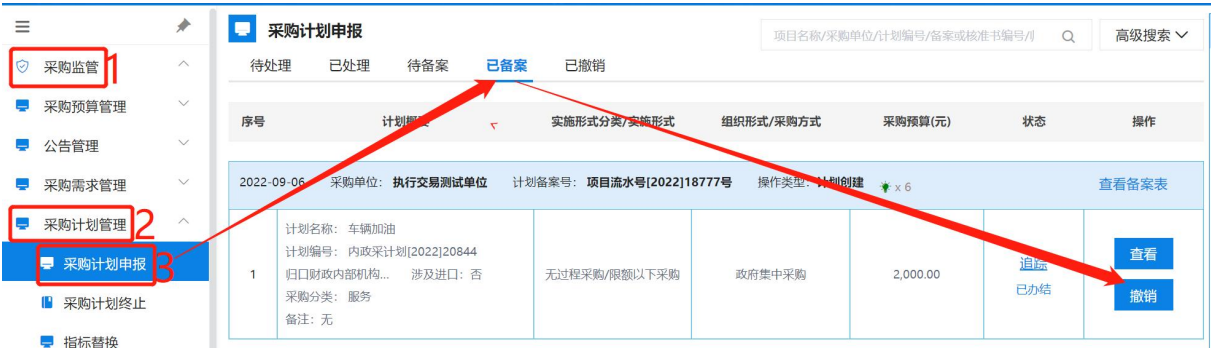 采购监管 1
采购预算管理
公告管理
采购需求管理
采购计划管理 2
采购计划申报 3
采购计划终止
指标替换
采购计划申报
项目名称/采购单位/计划编号/备案或核准书编号/
高级搜索
待处理 已处理 待备案 已备案 已撤销
序号 计划概要 实施形式分类/实施形式 组织形式/采购方式 采购预算(元) 状态 操作
2022-09-06 采购单位: 执行交易测试单位 计划备案号: 项目流水号[2022]18777号 操作类型: 计划创建 x 6 查看备案表
计划名称: 车辆加油
计划编号: 内政采计划[2022]20844
1 归口财政内部机构... 涉及进口: 否 无过程采购/限额以下采购 政府集中采购 2,000.00
采购分类: 服务
备注: 无
追踪
已办结
查看
撤销